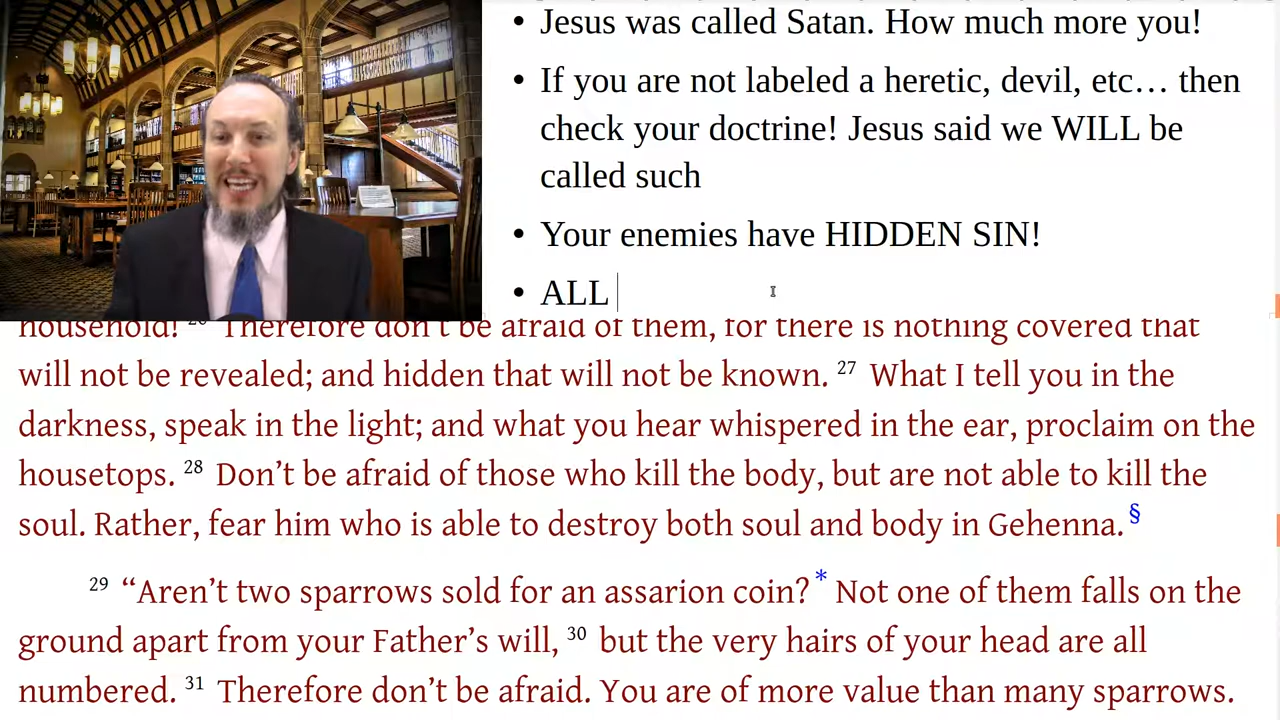 • Jesus was called Satan. How much more you!
• If you are not labeled a heretic, devil, etc… then
check your doctrine! Jesus said we WILL be
called such
• Your enemies have HIDDEN SIN!
• ALL
household! 26 Therefore don’t be afraid of them, for there is nothing covered that
will not be revealed; and hidden that will not be known. 27 What I tell you in the
darkness, speak in the light; and what you hear whispered in the ear, proclaim on the
housetops. 28 Don’t be afraid of those who kill the body, but are not able to kill the
soul. Rather, fear him who is able to destroy both soul and body in Gehenna.§
29 “Aren’t two sparrows sold for an assarion coin?* Not one of them falls on the
ground apart from your Father’s will, 30 but the very hairs of your head are all
numbered. 31 Therefore don’t be afraid. You are of more value than many sparrows.